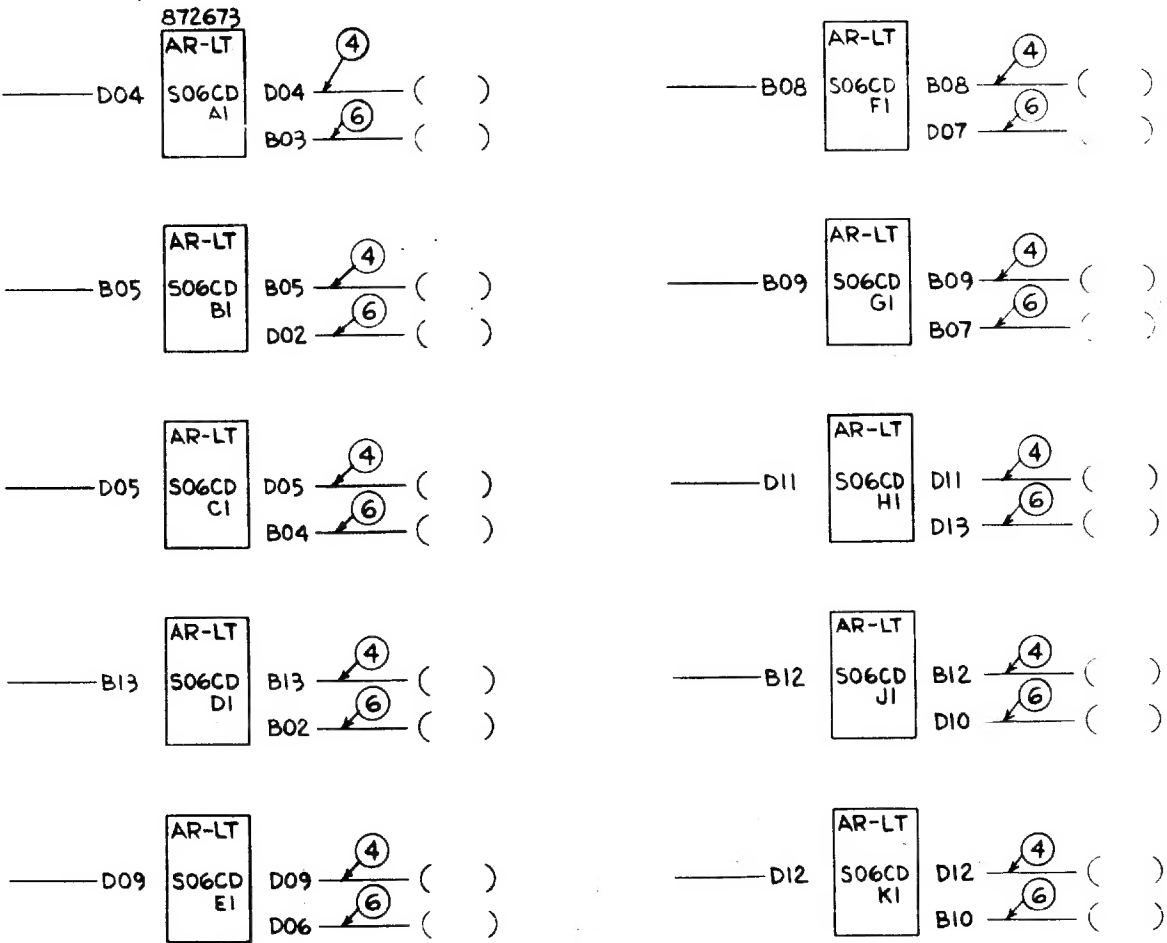 872673
AR-LT
4
D04 S06CD D04 ( )
A1
6
B03 ( )
AR-LT
4
B05 S06CD B05 ( )
B1
6
D02 ( )
AR-LT
4
D05 S06CD D05 ( )
C1
6
B04 ( )
AR-LT
4
B13 S06CD B13 ( )
D1
6
B02 ( )
AR-LT
4
D09 S06CD D09 ( )
E1
6
D06 ( )
AR-LT
4
B08 S06CD B08 ( )
F1
6
D07 ( )
AR-LT
4
B09 S06CD B09 ( )
G1
6
B07 ( )
AR-LT
4
D11 S06CD D11 ( )
H1
6
D13 ( )
AR-LT
4
B12 S06CD B12 ( )
J1
6
D10 ( )
AR-LT
4
D12 S06CD D12 ( )
K1
6
B10 ( )